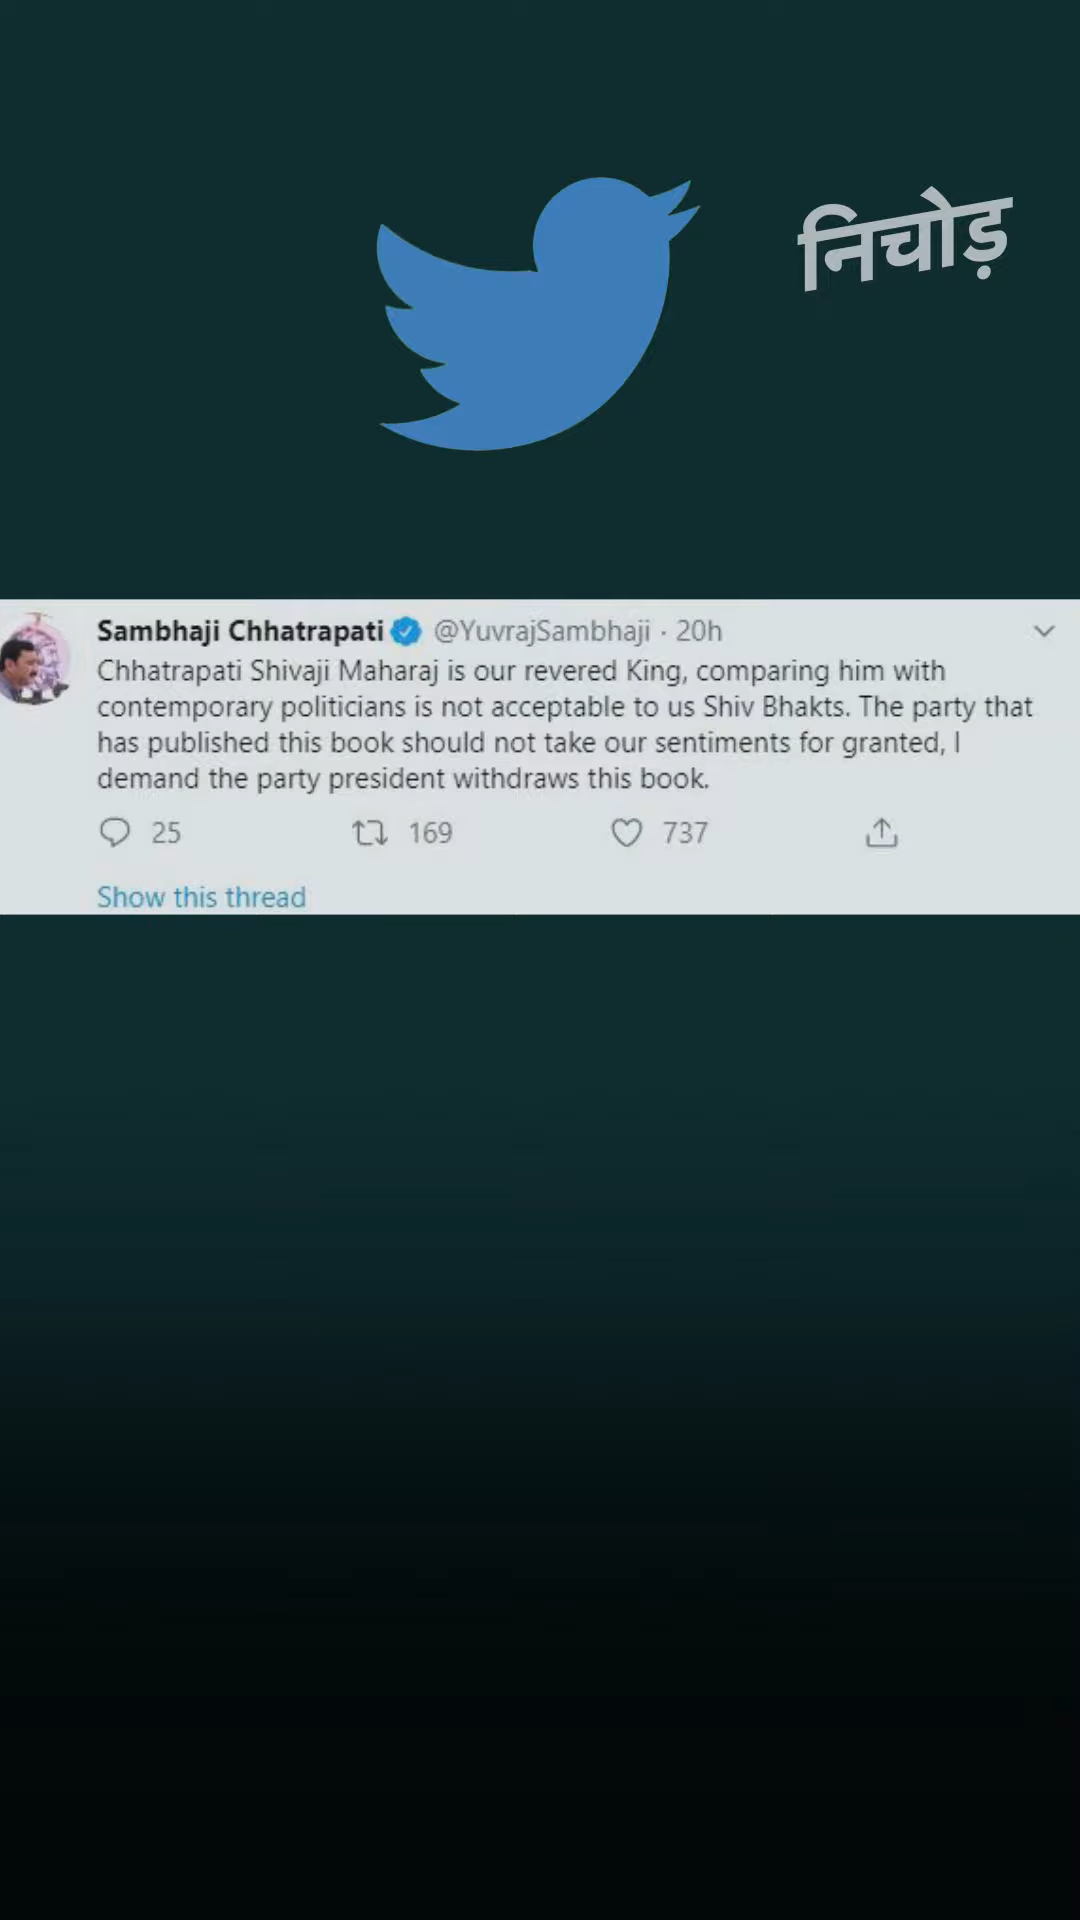 निचोड़
Sambhaji Chhatrapati @YuvrajSambhaji · 20h
Chhatrapati Shivaji Maharaj is our revered King, comparing him with
contemporary politicians is not acceptable to us Shiv Bhakts. The party that
has published this book should not take our sentiments for granted, I
demand the party president withdraws this book.
25 169 737
Show this thread